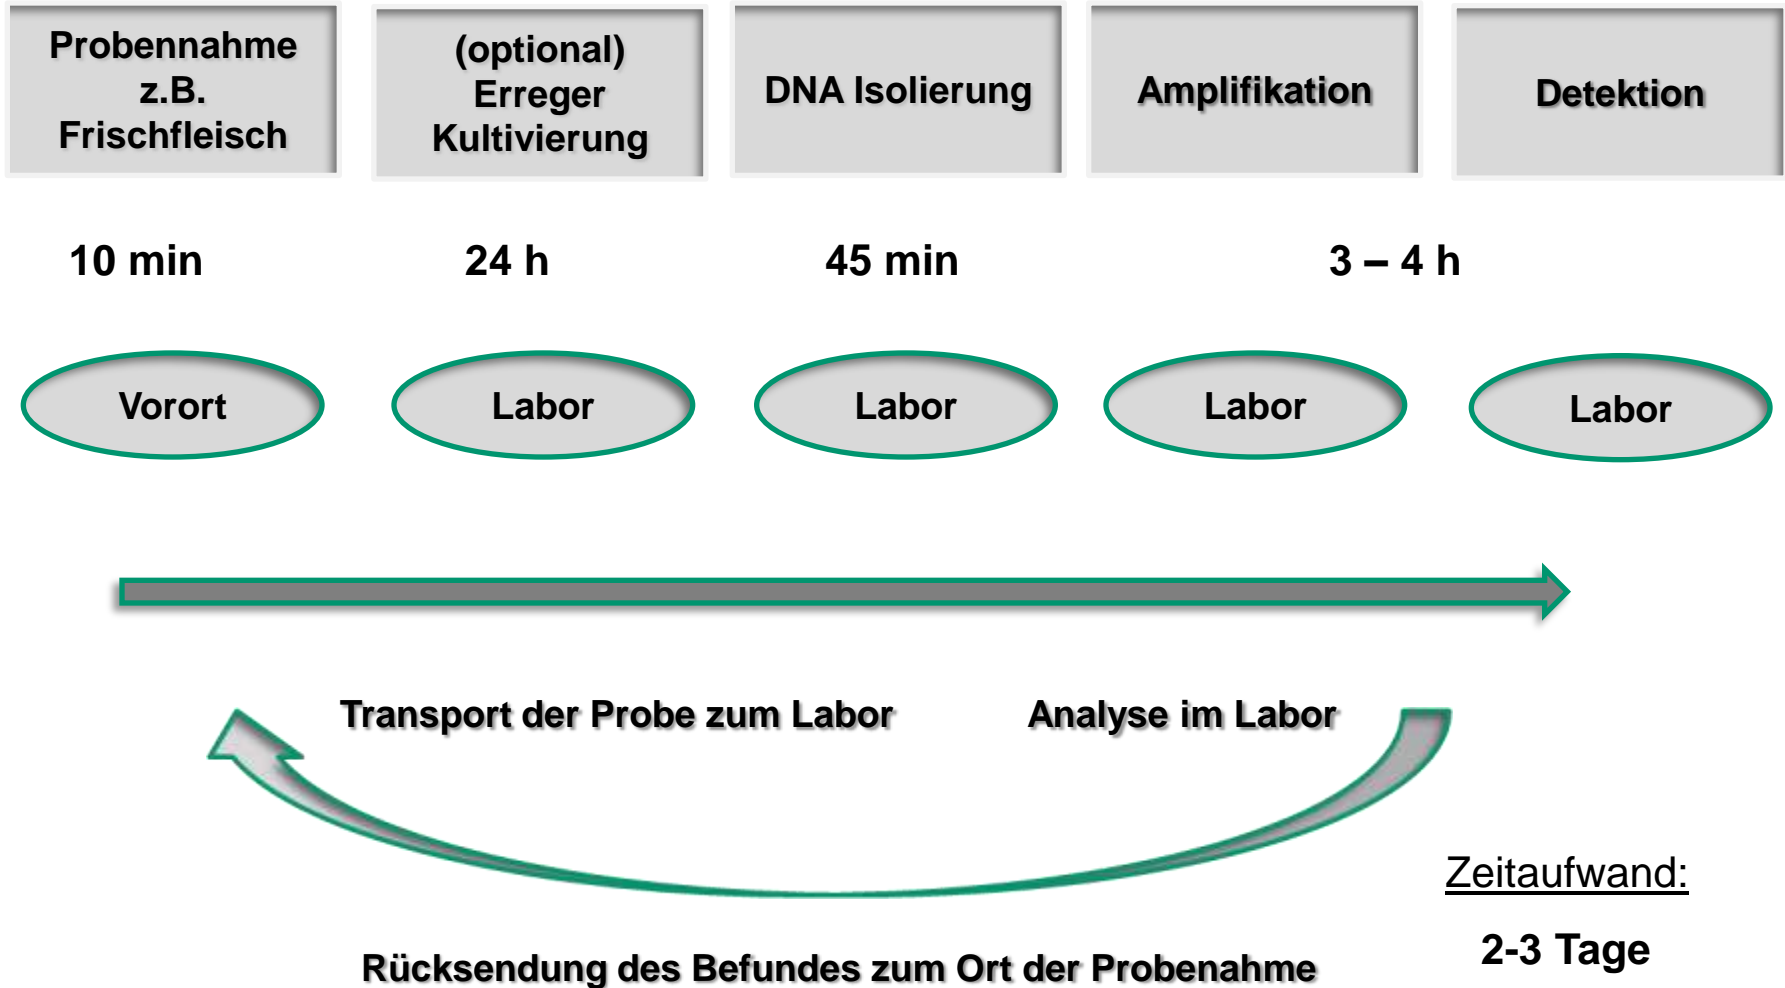 Probennahme
z.B.
Frischfleisch
(optional)
Erreger
Kultivierung
DNA Isolierung
Amplifikation
Detektion
10 min
24 h
45 min
3 – 4 h
Vorort
Labor
Labor
Labor
Labor
Transport der Probe zum Labor
Analyse im Labor
Zeitaufwand:
2-3 Tage
Rücksendung des Befundes zum Ort der Probenahme